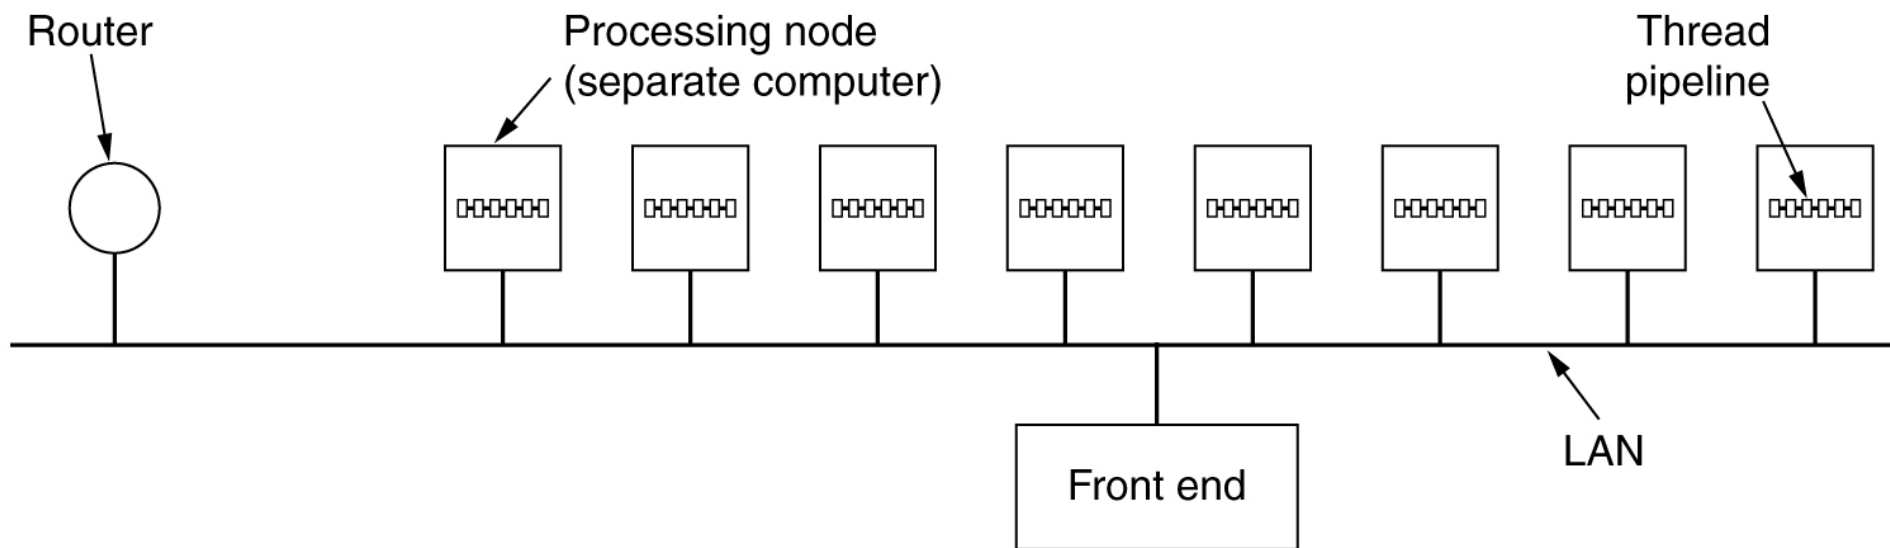 Router
Processing node
(separate computer)
Thread
pipeline
LAN
Front end